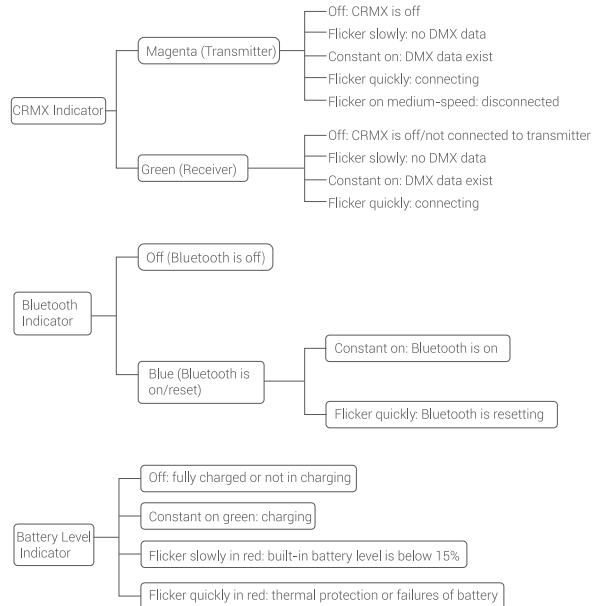 CRMX Indicator
Magenta (Transmitter)
Off: CRMX is off
Flicker slowly: no DMX data
Constant on: DMX data exist
Flicker quickly: connecting
Flicker on medium-speed: disconnected
Green (Receiver)
Off: CRMX is off/not connected to transmitter
Flicker slowly: no DMX data
Constant on: DMX data exist
Flicker quickly: connecting
Bluetooth
Indicator
Off (Bluetooth is off)
Blue (Bluetooth is
on/reset)
Constant on: Bluetooth is on
Flicker quickly: Bluetooth is resetting
Battery Level
Indicator
Off: fully charged or not in charging
Constant on green: charging
Flicker slowly in red: built-in battery level is below 15%
Flicker quickly in red: thermal protection or failures of battery